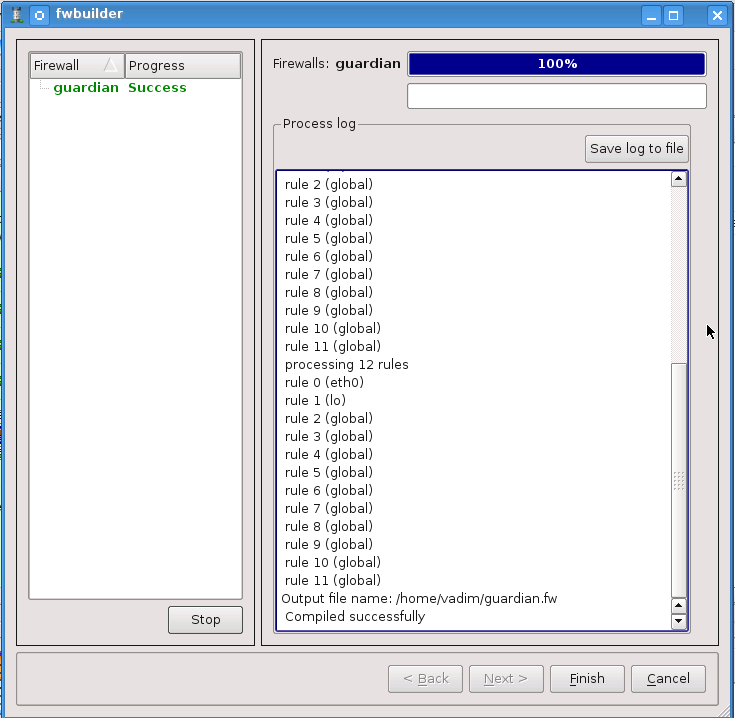 fwbuilder
Firewall Progress
guardian Success
Stop
Firewalls: guardian 100%
Process log
Save log to file
rule 2 (global)
rule 3 (global)
rule 4 (global)
rule 5 (global)
rule 6 (global)
rule 7 (global)
rule 8 (global)
rule 9 (global)
rule 10 (global)
rule 11 (global)
processing 12 rules
rule 0 (eth0)
rule 1 (lo)
rule 2 (global)
rule 3 (global)
rule 4 (global)
rule 5 (global)
rule 6 (global)
rule 7 (global)
rule 8 (global)
rule 9 (global)
rule 10 (global)
rule 11 (global)
Output file name: /home/vadim/guardian.fw
Compiled successfully
< Back Next > Finish Cancel